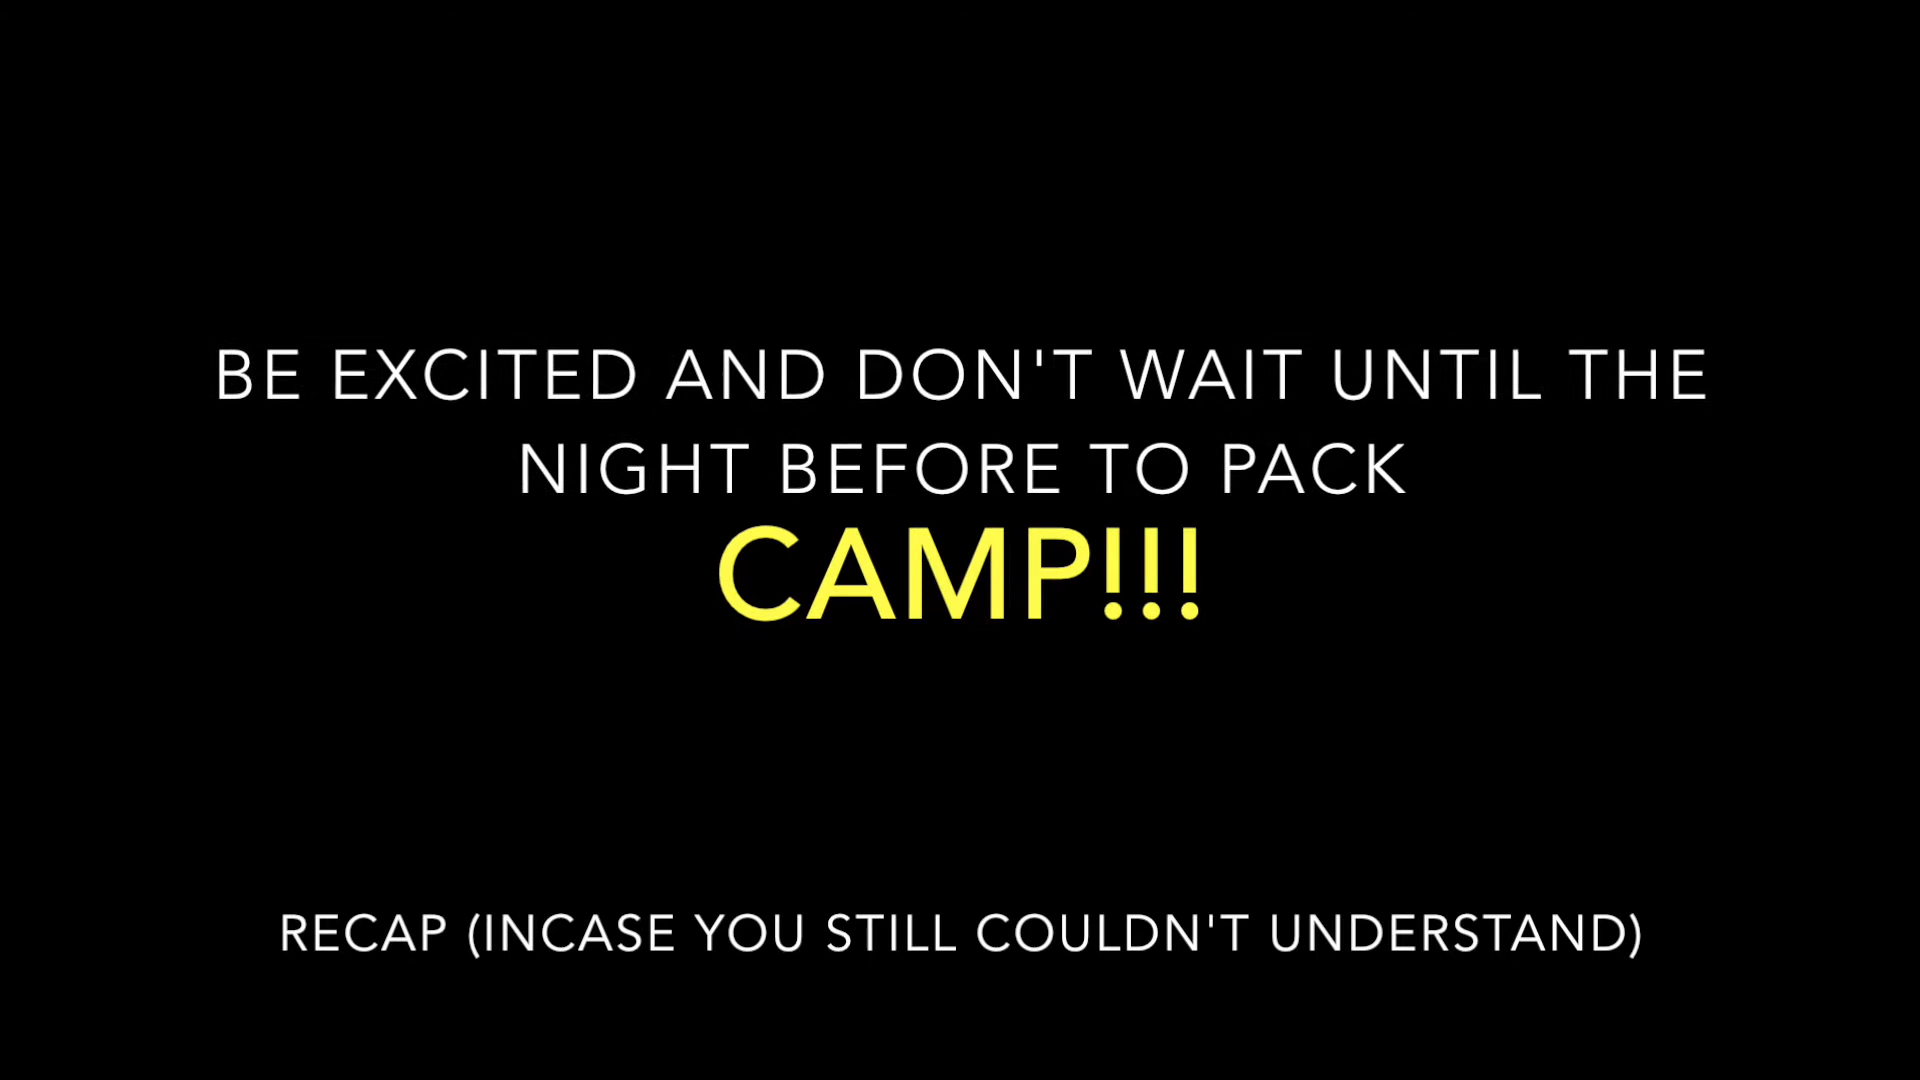 BE EXCITED AND DON'T WAIT UNTIL THE
NIGHT BEFORE TO PACK
CAMP!!!
RECAP (INCASE YOU STILL COULDN'T UNDERSTAND)